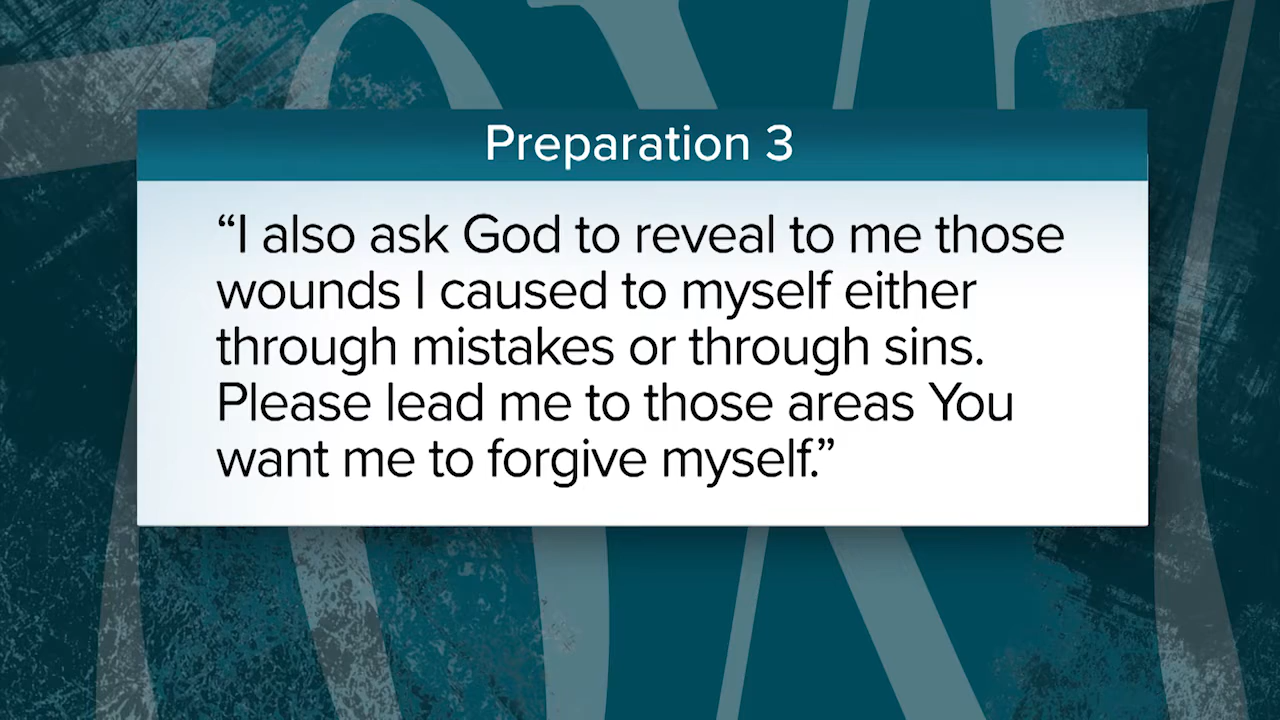 Preparation 3
“I also ask God to reveal to me those
wounds I caused to myself either
through mistakes or through sins.
Please lead me to those areas You
want me to forgive myself.”
70X7